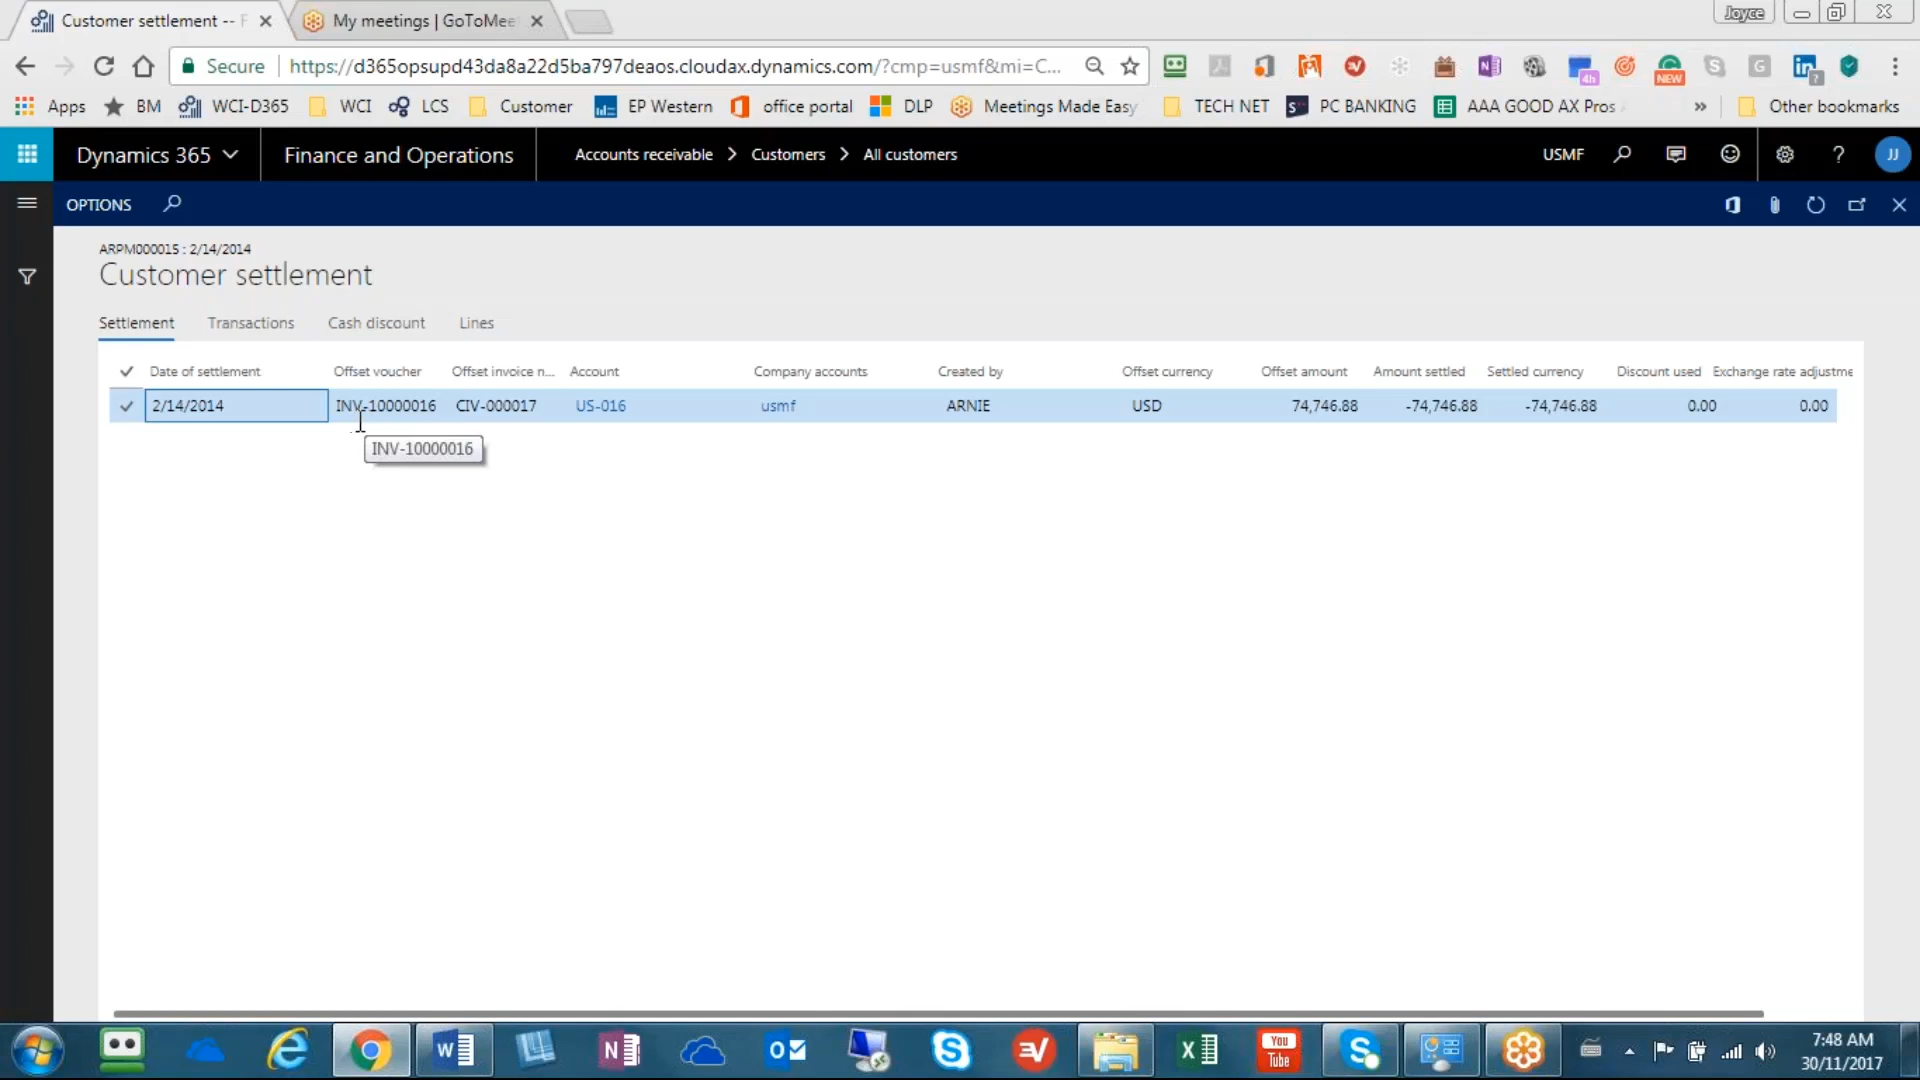 Customer settlement -- F
My meetings | GoToMee
Joyce
Secure
https://d365opsupd43da8a22d5ba797deaos.cloudax.dynamics.com/?cmp=usmf&mi=C...
4h
NEW
Apps
BM
WCI-D365
WCI
LCS
Customer
EP Western
office portal
DLP
Meetings Made Easy
TECH NET
PC BANKING
AAA GOOD AX Pros
»
Other bookmarks
Dynamics 365
Finance and Operations
Accounts receivable > Customers > All customers
USMF
?
JJ
OPTIONS
ARPM000015 : 2/14/2014
Customer settlement
Settlement Transactions Cash discount Lines
Date of settlement Offset voucher Offset invoice n... Account Company accounts Created by Offset currency Offset amount Amount settled Settled currency Discount used Exchange rate adjustme
2/14/2014 INV-10000016 CIV-000017 US-016 usmf ARNIE USD 74,746.88 -74,746.88 -74,746.88 0.00 0.00
INV-10000016
You
Tube
7:48 AM
30/11/2017